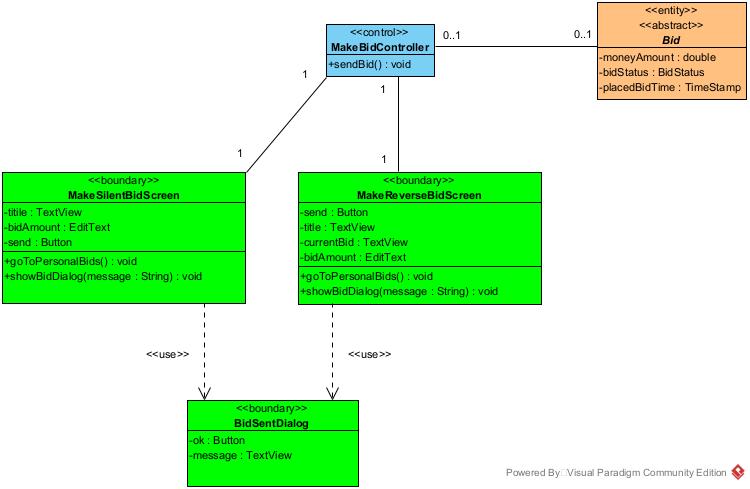 <<control>>
MakeBidController
+sendBid() : void
0..1
0..1
<<entity>>
<<abstract>>
Bid
-moneyAmount : double
-bidStatus : BidStatus
-placedBidTime : TimeStamp
1
1
1
1
<<boundary>>
MakeSilentBidScreen
-titile : TextView
-bidAmount : EditText
-send : Button
+goToPersonalBids() : void
+showBidDialog(message : String) : void
<<boundary>>
MakeReverseBidScreen
-send : Button
-title : TextView
-currentBid : TextView
-bidAmount : EditText
+goToPersonalBids() : void
+showBidDialog(message : String) : void
<<use>>
<<use>>
<<boundary>>
BidSentDialog
-ok : Button
-message : TextView
Powered By Visual Paradigm Community Edition